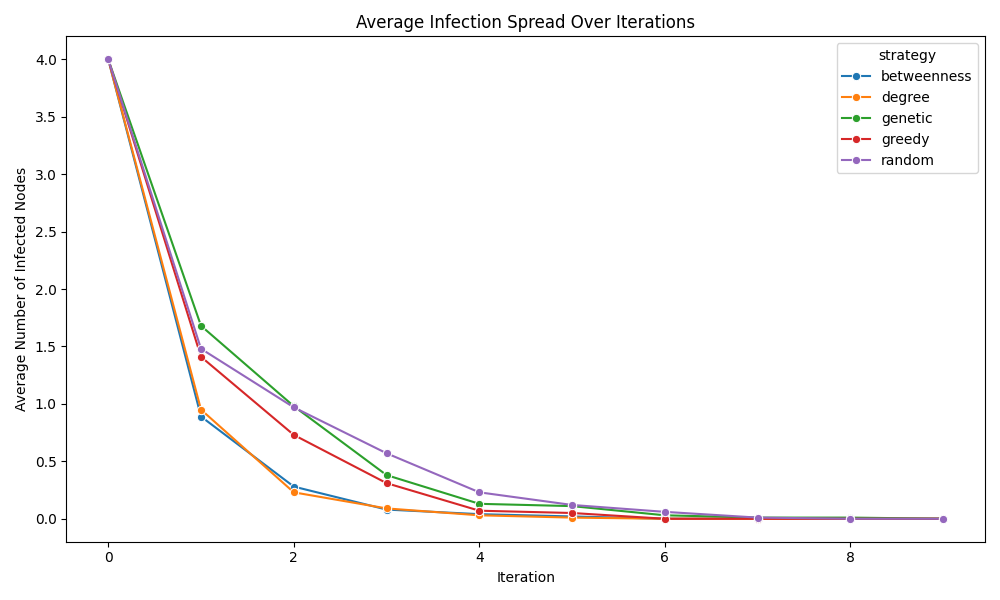 Average Infection Spread Over Iterations
strategy
betweenness
degree
genetic
greedy
random
Average Number of Infected Nodes
4.0
3.5
3.0
2.5
2.0
1.5
1.0
0.5
0.0
0 2 4 6 8
Iteration